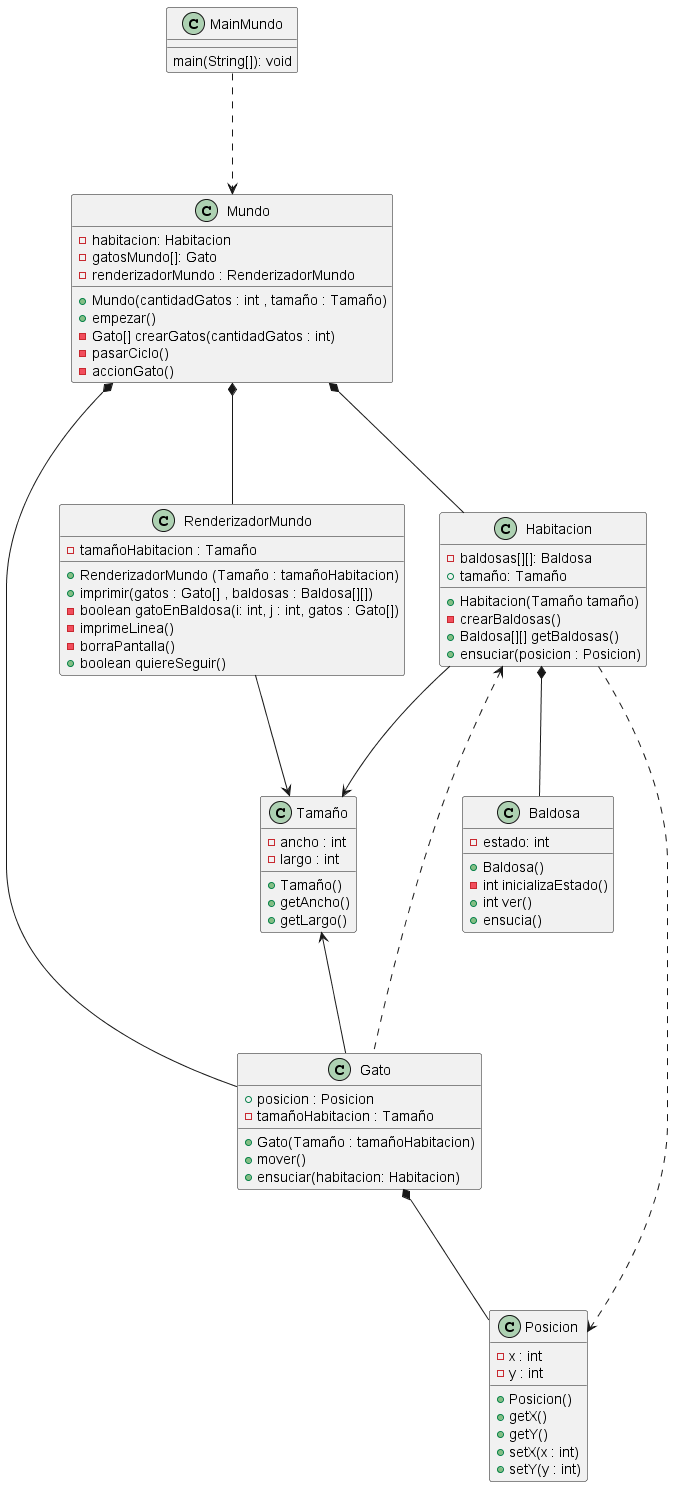 C MainMundo
main(String[]): void
C Mundo
habitacion: Habitacion
gatosMundo[]: Gato
renderizadorMundo : RenderizadorMundo
Mundo(cantidadGatos : int , tamaño : Tamaño)
empezar()
Gato[] crearGatos(cantidadGatos : int)
pasarCiclo()
accionGato()
C RenderizadorMundo
tamañoHabitacion : Tamaño
RenderizadorMundo (Tamaño : tamañoHabitacion)
imprimir(gatos : Gato[] , baldosas : Baldosa[][])
boolean gatoEnBaldosa(i: int, j : int, gatos : Gato[])
imprimeLinea()
borraPantalla()
boolean quiereSeguir()
C Habitacion
baldosas[][]: Baldosa
tamaño: Tamaño
Habitacion(Tamaño tamaño)
crearBaldosas()
Baldosa[][] getBaldosas()
ensuciar(posicion : Posicion)
C Tamaño
ancho : int
largo : int
Tamaño()
getAncho()
getLargo()
C Baldosa
estado: int
Baldosa()
int inicializaEstado()
int ver()
ensucia()
C Gato
posicion : Posicion
tamañoHabitacion : Tamaño
Gato(Tamaño : tamañoHabitacion)
mover()
ensuciar(habitacion: Habitacion)
C Posicion
x : int
y : int
Posicion()
getX()
getY()
setX(x : int)
setY(y : int)